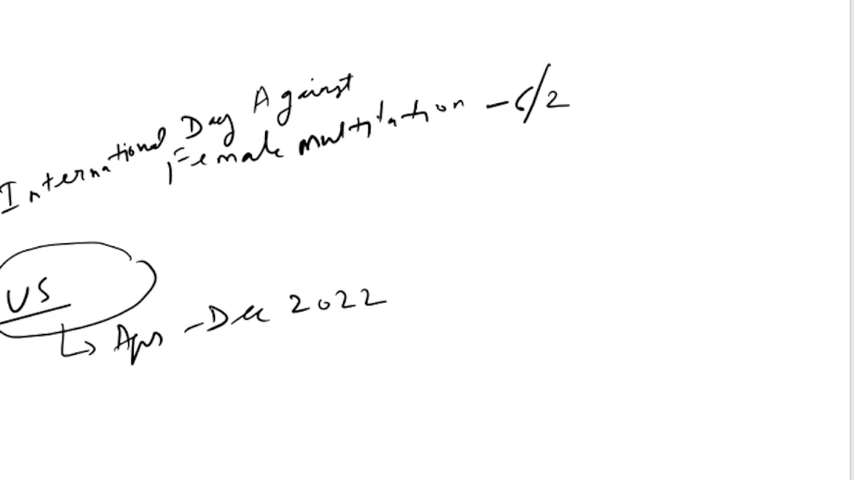 International Day Against
Female multilation - 6/2
US
↳ Apr - Dec 2022